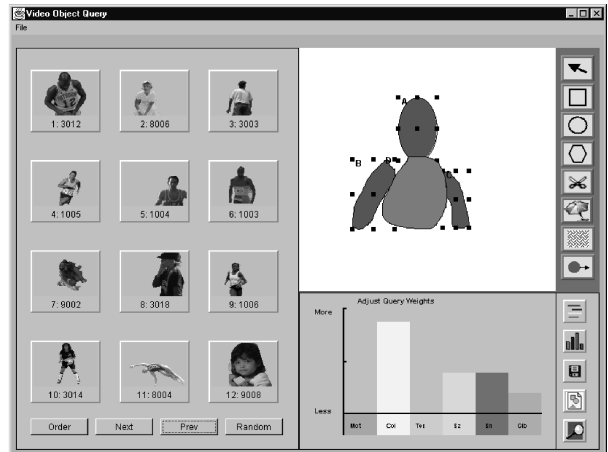 Video Object Query
File
1: 3012
2: 8006
3: 3003
4: 1005
5: 1004
6: 1003
7: 9002
8: 3018
9: 1006
10: 3014
11: 8004
12: 9008
Order
Next
Prev
Random
A
B
D
C
Adjust Query Weights
More
Less
Mot
Col
Tex
Sz
Sh
Glb